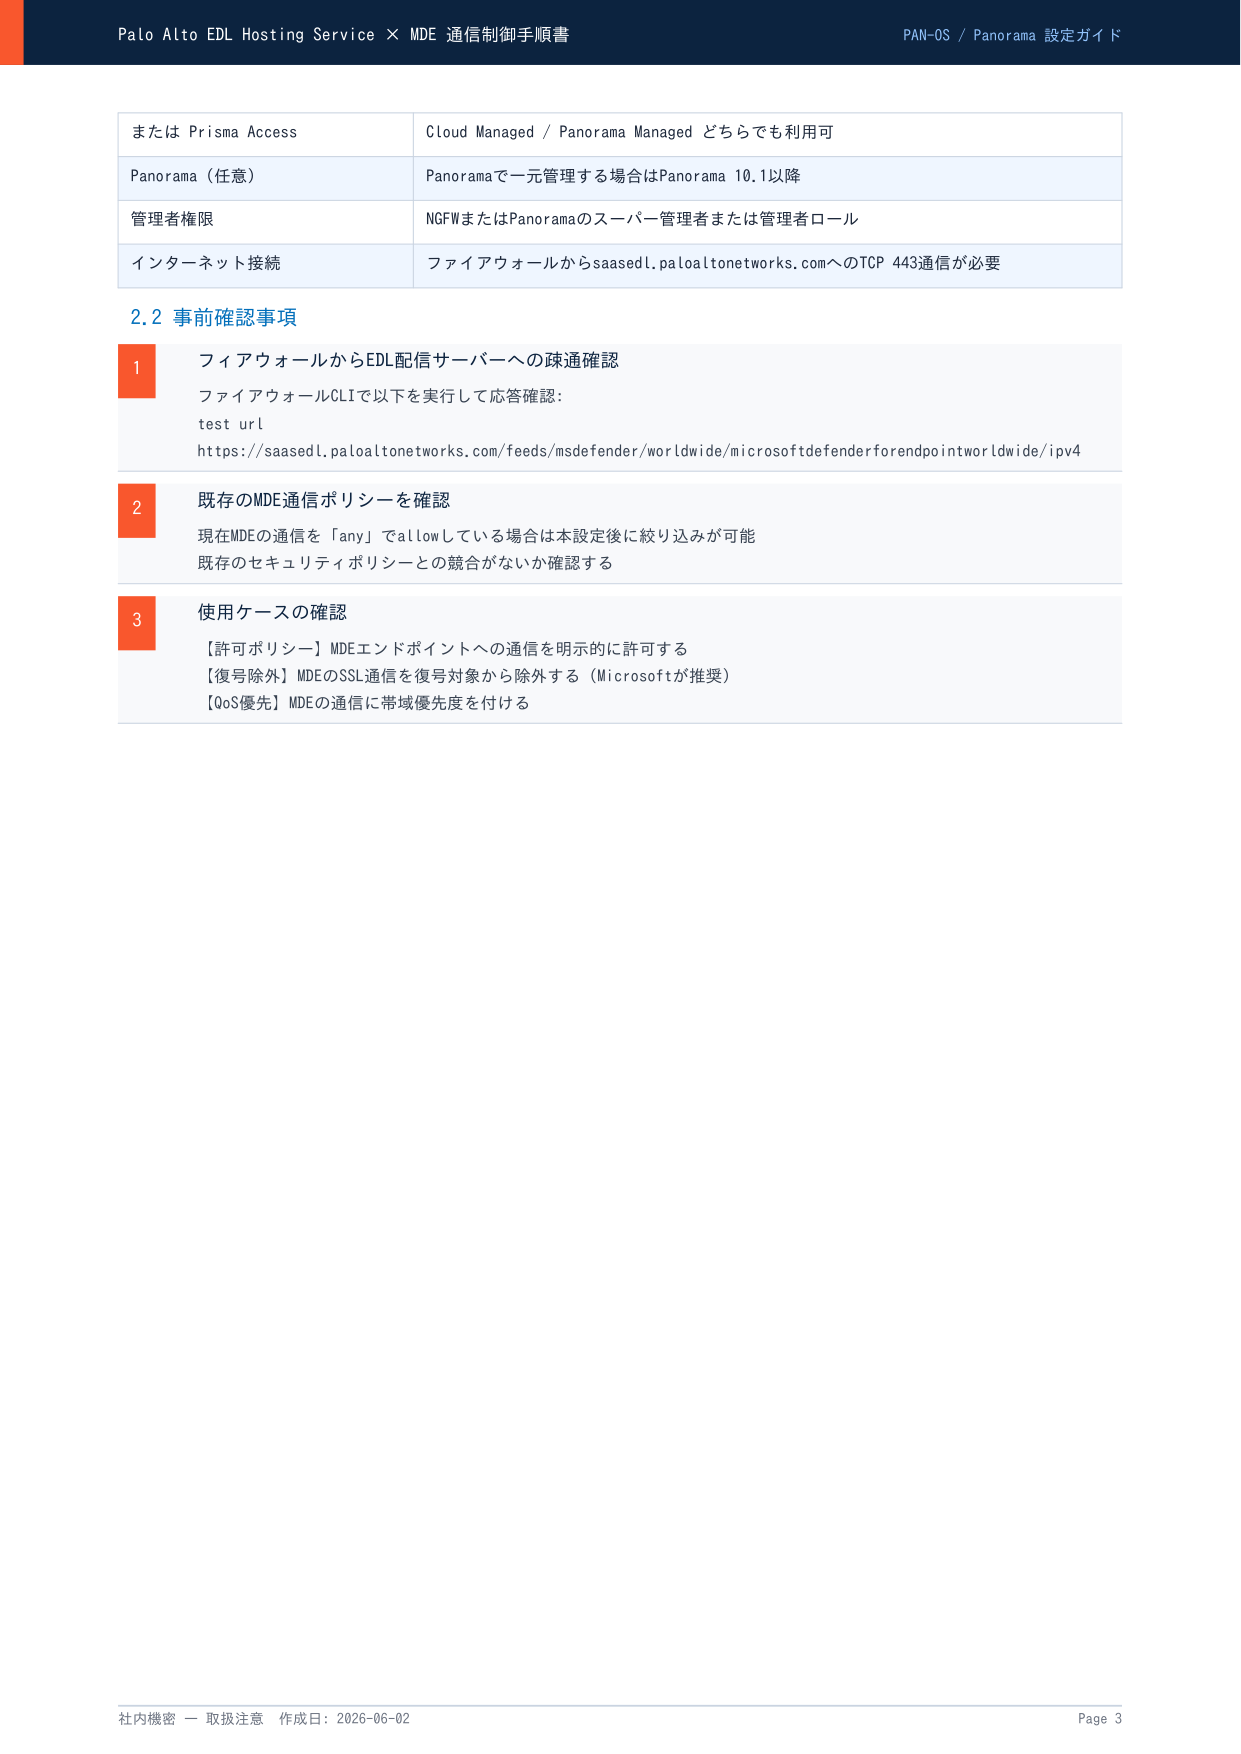 Palo Alto EDL Hosting Service × MDE 通信制御手順書
PAN-OS / Panorama 設定ガイド
または Prisma Access
Cloud Managed / Panorama Managed どちらでも利用可
Panorama（任意）
Panoramaで一元管理する場合はPanorama 10.1以降
管理者権限
NGFWまたはPanoramaのスーパー管理者または管理者ロール
インターネット接続
ファイアウォールからsaasedl.paloaltonetworks.comへのTCP 443通信が必要
2.2 事前確認事項
1
フィアウォールからEDL配信サーバーへの疎通確認
ファイアウォールCLIで以下を実行して応答確認:
test url
https://saasedl.paloaltonetworks.com/feeds/msdefender/worldwide/microsoftdefenderforendpointworldwide/ipv4
2
既存のMDE通信ポリシーを確認
現在MDEの通信を「any」でallowしている場合は本設定後に絞り込みが可能
既存のセキュリティポリシーとの競合がないか確認する
3
使用ケースの確認
【許可ポリシー】MDEエンドポイントへの通信を明示的に許可する
【復号除外】MDEのSSL通信を復号対象から除外する（Microsoftが推奨）
【QoS優先】MDEの通信に帯域優先度を付ける
社内機密 — 取扱注意　作成日: 2026-06-02
Page 3